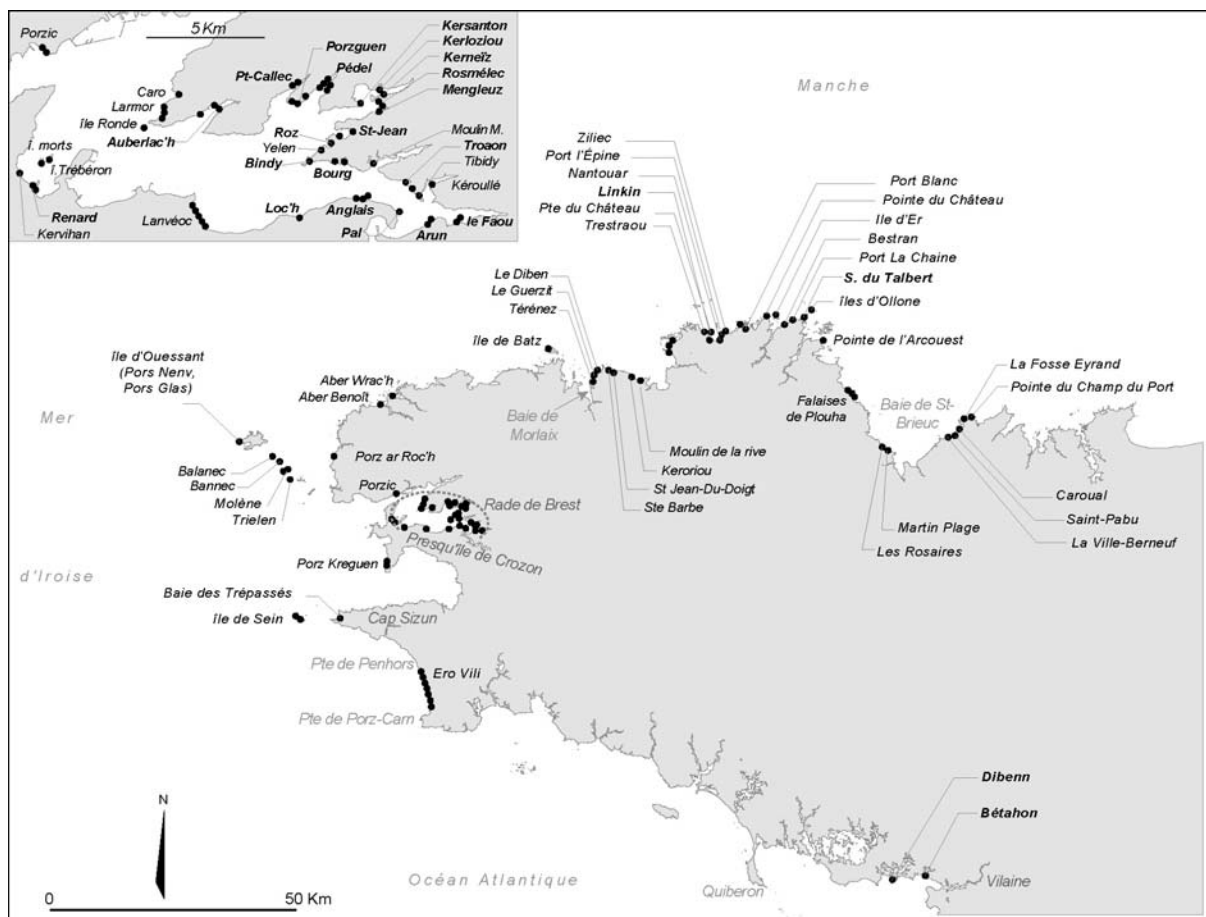 Porzic
5 Km
Kersanton
Kerloziou
Kerneïz
Rosmélec
Mengleuz
Porzguen
Pt-Callec
Pédel
Caro
Larmor
île Ronde
Auberlac'h
Roz
Yelen
Bindy
St-Jean
Bourg
Moulin M.
Troaon
Tibidy
Kéroullé
Î. morts
Î.Trébéron
Renard
Kervihan
Lanvéoc
Loc'h
Anglais
Pal
Arun
le Faou
Manche
Ziliec
Port l'Épine
Nantouar
Linkin
Pte du Château
Trestraou
Port Blanc
Pointe du Château
Ile d'Er
Bestran
Port La Chaine
S. du Talbert
îles d'Ollone
Pointe de l'Arcouest
Le Diben
Le Guerzit
Térénez
île de Batz
île d'Ouessant
(Pors Nenv,
Pors Glas)
Aber Wrac'h
Aber Benoît
Baie de
Morlaix
Falaises
de Plouha
Baie de St-
Brieuc
La Fosse Eyrand
Pointe du Champ du Port
Mer
Balanec
Bannec
Molène
Trielen
Porz ar Roc'h
Porzic
Rade de Brest
Presqu'île de Crozon
Moulin de la rive
Keroriou
St Jean-Du-Doigt
Ste Barbe
Caroual
Saint-Pabu
La Ville-Berneuf
Martin Plage
Les Rosaires
d'Iroise
Porz Kreguen
Baie des Trépassés
île de Sein
Cap Sizun
Pte de Penhors
Ero Vili
Pte de Porz-Carn
Dibenn
Bétahon
N
0
50 Km
Océan Atlantique
Quiberon
Vilaine